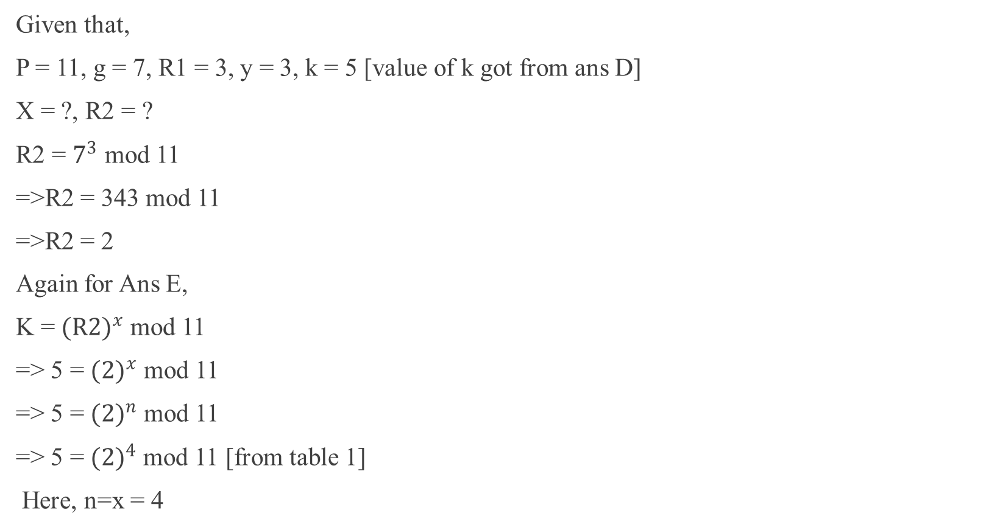 Given that,
P = 11, g = 7, R1 = 3, y = 3, k = 5 [value of k got from ans D]
X = ?, R2 = ?
R2 = 7³ mod 11
=>R2 = 343 mod 11
=>R2 = 2
Again for Ans E,
K = (R2)ˣ mod 11
=> 5 = (2)ˣ mod 11
=> 5 = (2)ⁿ mod 11
=> 5 = (2)⁴ mod 11 [from table 1]
Here, n=x = 4